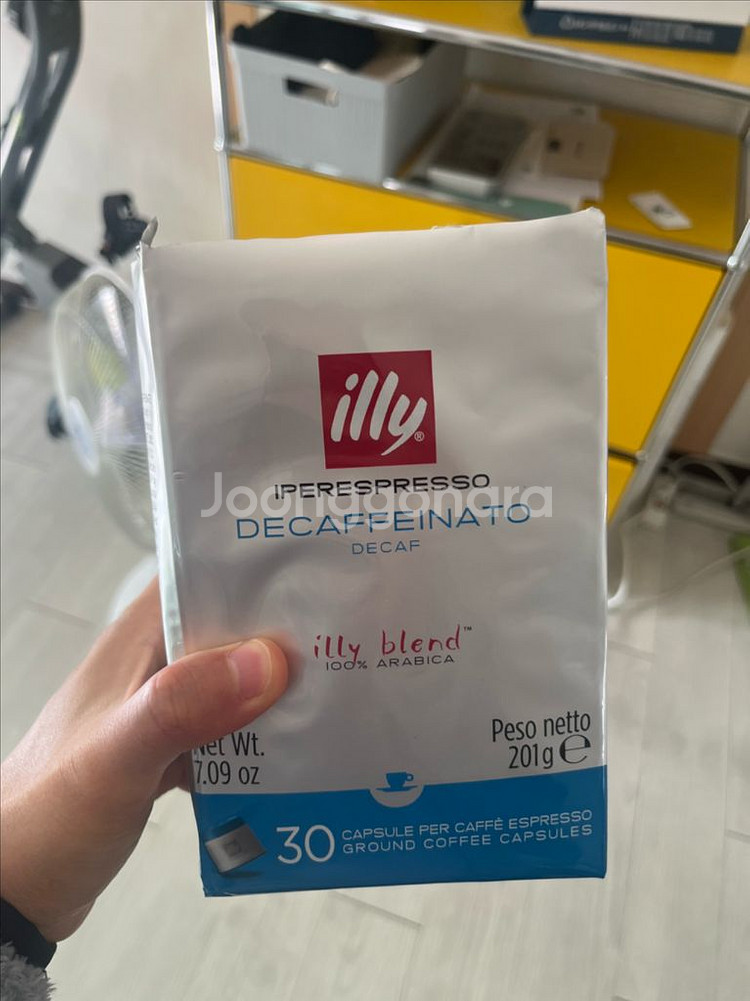 illy®
IPERESPRESSO
Joonggonara
DECAFFEINATO
DECAF
illy blend™
100% ARABICA
Net Wt.
7.09 oz
Peso netto
201g ℮
30
CAPSULE PER CAFFÈ ESPRESSO
GROUND COFFEE CAPSULES